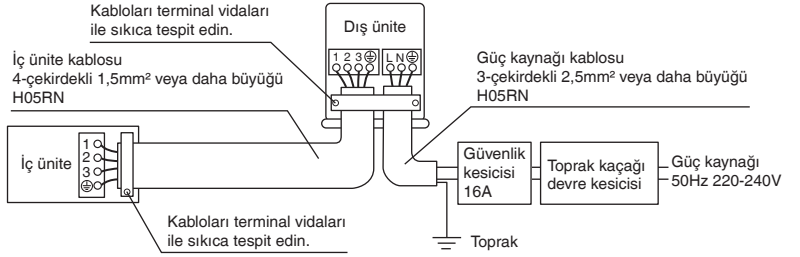 Kabloları terminal vidaları
ile sıkıca tespit edin.
Dış ünite
1 2 3
L N
İç ünite kablosu
4-çekirdekli 1,5mm² veya daha büyüğü
H05RN
Güç kaynağı kablosu
3-çekirdekli 2,5mm² veya daha büyüğü
H05RN
İç ünite
1
2
3
Güvenlik
kesicisi
16A
Toprak kaçağı
devre kesicisi
Güç kaynağı
50Hz 220-240V
Kabloları terminal vidaları
ile sıkıca tespit edin.
Toprak